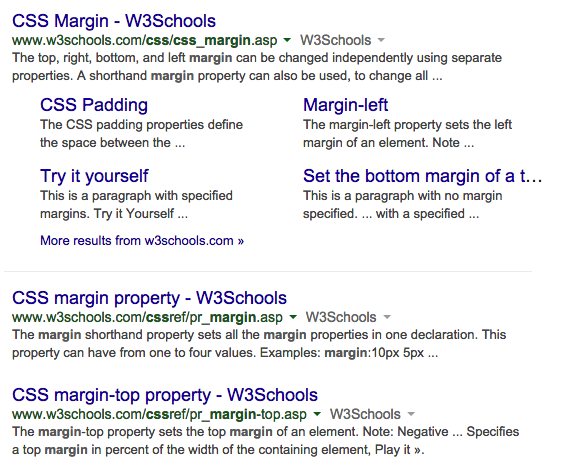 CSS Margin - W3Schools
www.w3schools.com/css/css_margin.asp W3Schools
The top, right, bottom, and left margin can be changed independently using separate
properties. A shorthand margin property can also be used, to change all ...
CSS Padding
The CSS padding properties define
the space between the ...
Margin-left
The margin-left property sets the left
margin of an element. Note ...
Try it yourself
This is a paragraph with specified
margins. Try it Yourself ...
Set the bottom margin of a t...
This is a paragraph with no margin
specified. ... with a specified ...
More results from w3schools.com »
CSS margin property - W3Schools
www.w3schools.com/cssref/pr_margin.asp W3Schools
The margin shorthand property sets all the margin properties in one declaration. This
property can have from one to four values. Examples: margin:10px 5px ...
CSS margin-top property - W3Schools
www.w3schools.com/cssref/pr_margin-top.asp W3Schools
The margin-top property sets the top margin of an element. Note: Negative ... Specifies
a top margin in percent of the width of the containing element, Play it ».